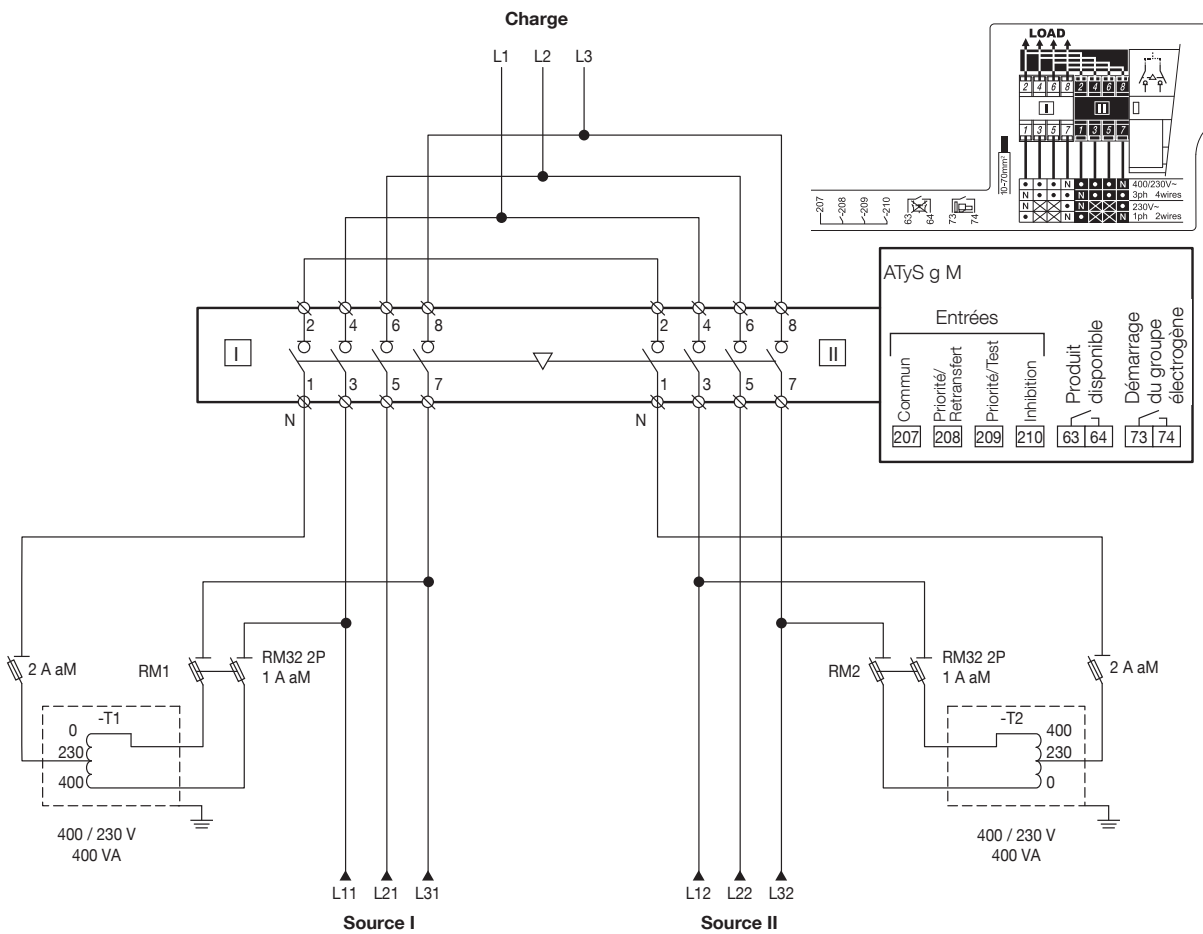 Charge
L1 L2 L3
LOAD
2 4 6 8 2 4 6 8
I II
1 3 5 7 1 3 5 7
10-70mm²
N N 400/230V~
N N 3ph 4wires
N N 230V~
N N 1ph 2wires
207 208 209 210 63 64 73 74
2 4 6 8 2 4 6 8
I II
1 3 5 7 1 3 5 7
N N
ATyS g M
Entrées
Commun
Priorité/
Retransfert
Priorité/Test
Inhibition
Produit
disponible
Démarrage
du groupe
électrogène
207 208 209 210 63 64 73 74
2 A aM
RM1
RM32 2P
1 A aM
RM2
RM32 2P
1 A aM
2 A aM
-T1
0
230
400
400 / 230 V
400 VA
-T2
400
230
0
400 / 230 V
400 VA
L11 L21 L31
Source I
L12 L22 L32
Source II